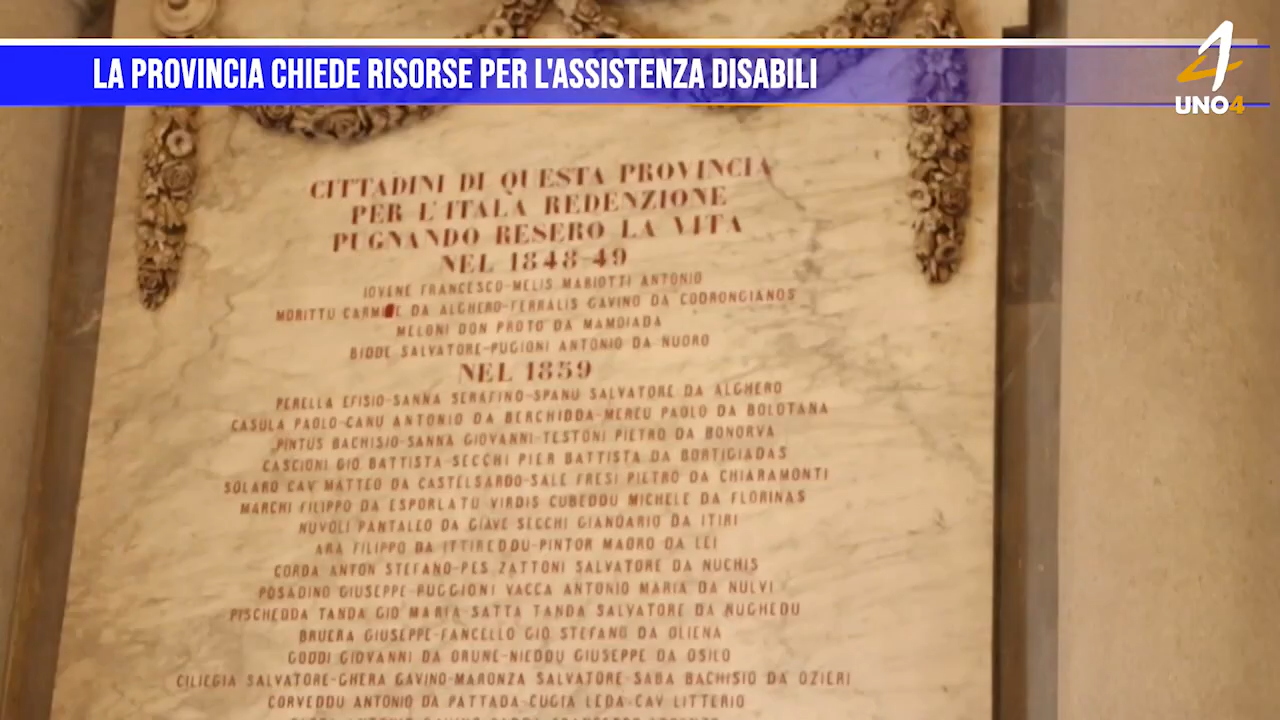 LA PROVINCIA CHIEDE RISORSE PER L'ASSISTENZA DISABILI
UNO4
CITTADINI DI QUESTA PROVINCIA
PER L'ITALA REDENZIONE
PUGNANDO RESERO LA VITA
NEL 1848-49
IOVENE FRANCESCO-MELIS MARIOTTI ANTONIO
MORITTU DA ALGHERO-FERRALIS GAVINO DA CODRONGIANOS
MELONI DON PROTO DA MAMOIADA
BIDDE SALVATORE-PUGIONI ANTONIO DA NUORO
NEL 1859
PERELLA EFISIO-SANNA SERAFINO-SPANU SALVATORE DA ALGHERO
CASULA PAOLO-CANU ANTONIO DA BERCHIDDA-MEREU PAOLO DA BOLOTANA
PINTUS BACHISIO-SANNA GIOVANNI-TESTONI PIETRO DA BONORVA
CASCIONI GIO BATTISTA-SECCHI PIER BATTISTA DA BORTIGIADAS
SOLARO CAV MATTEO DA CASTELSARDO-SALE FRESI PIETRO DA CHIARAMONTI
MARCHI FILIPPO DA ESPORLATU VIRDIS CUBEDDU MICHELE DA FLORINAS
NUVOLI PANTALEO DA GIAVE SECCHI GIANDARIO DA ITIRI
ARA FILIPPO DA ITTIREDDU-PINTOR MAURO DA LEI
CORDA ANTON STEFANO-PES ZATTONI SALVATORE DA NUCHIS
POSADINO GIUSEPPE-RUGGIONI VACCA ANTONIO MARIA DA NULVI
PISCHEDDA TANDA GIO MARIA SATTA TANDA SALVATORE DA NUGHEDU
BRUERA GIUSEPPE-FANCELLO GIO STEFANO DA OLIENA
GODDI GIOVANNI DA ORUNE-NIEDDU GIUSEPPE DA OSILO
CILIEGIA SALVATORE-GHERA GAVINO-MARONZA SALVATORE-SABA BACHISIO DA OZIERI
CORVEDDU ANTONIO DA PATTADA-CUGIA LEDA-CAV LITTERIO